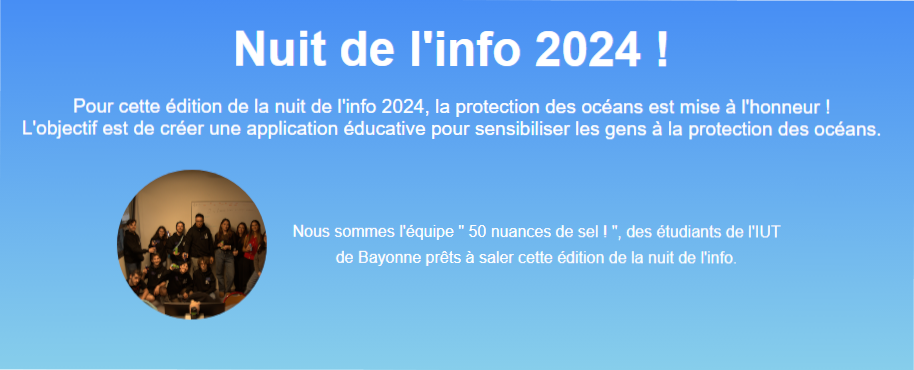 Nuit de l'info 2024 !
Pour cette édition de la nuit de l'info 2024, la protection des océans est mise à l'honneur !
L'objectif est de créer une application éducative pour sensibiliser les gens à la protection des océans.
Nous sommes l'équipe " 50 nuances de sel ! ", des étudiants de l'IUT
de Bayonne prêts à saler cette édition de la nuit de l'info.